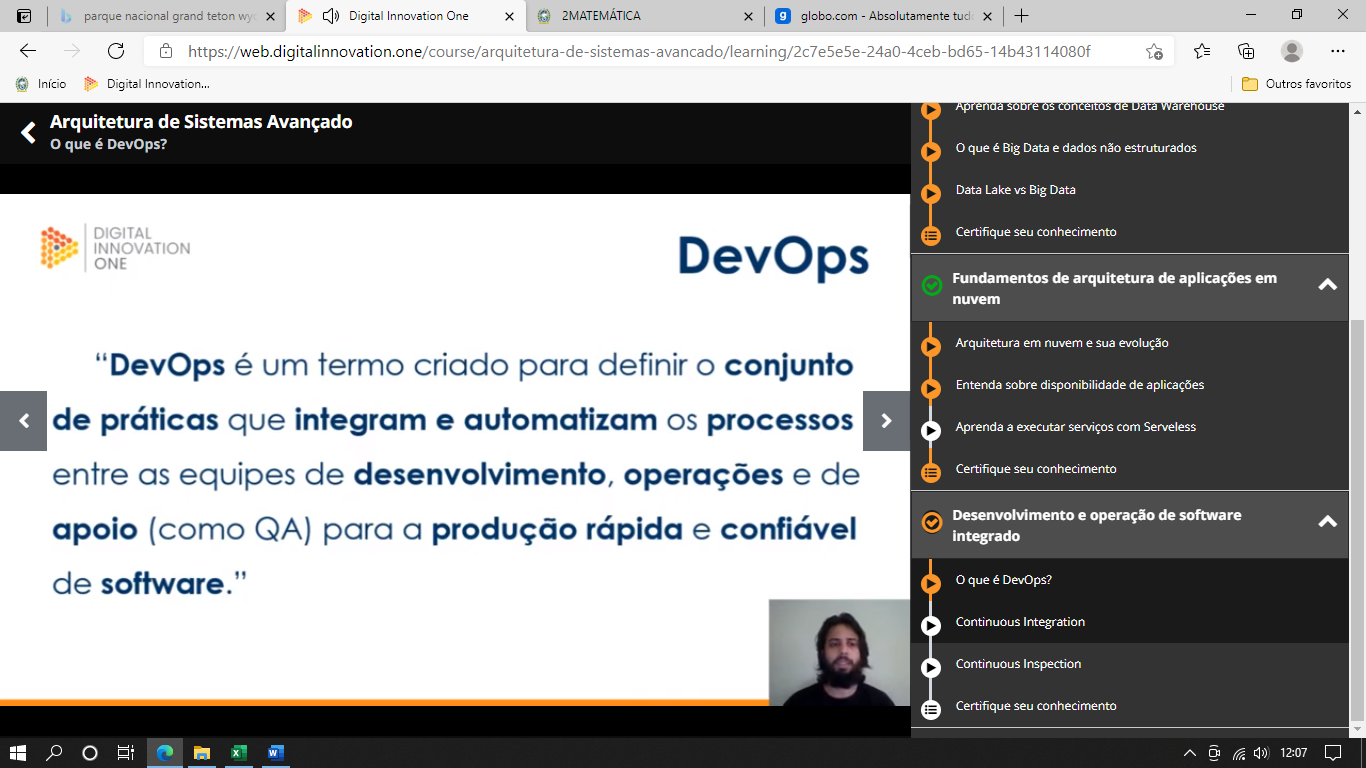 parque nacional grand teton wy
Digital Innovation One
2MATEMÁTICA
globo.com - Absolutamente tud
https://web.digitalinnovation.one/course/arquitetura-de-sistemas-avancado/learning/2c7e5e5e-24a0-4ceb-bd65-14b43114080f
Início
Digital Innovation...
Outros favoritos
Arquitetura de Sistemas Avançado
O que é DevOps?
DIGITAL
INNOVATION
ONE
DevOps
“DevOps é um termo criado para definir o conjunto
de práticas que integram e automatizam os processos
entre as equipes de desenvolvimento, operações e de
apoio (como QA) para a produção rápida e confiável
de software.”
Aprenda sobre os conceitos de Data Warehouse
O que é Big Data e dados não estruturados
Data Lake vs Big Data
Certifique seu conhecimento
Fundamentos de arquitetura de aplicações em
nuvem
Arquitetura em nuvem e sua evolução
Entenda sobre disponibilidade de aplicações
Aprenda a executar serviços com Serveless
Certifique seu conhecimento
Desenvolvimento e operação de software
integrado
O que é DevOps?
Continuous Integration
Continuous Inspection
Certifique seu conhecimento
12:07